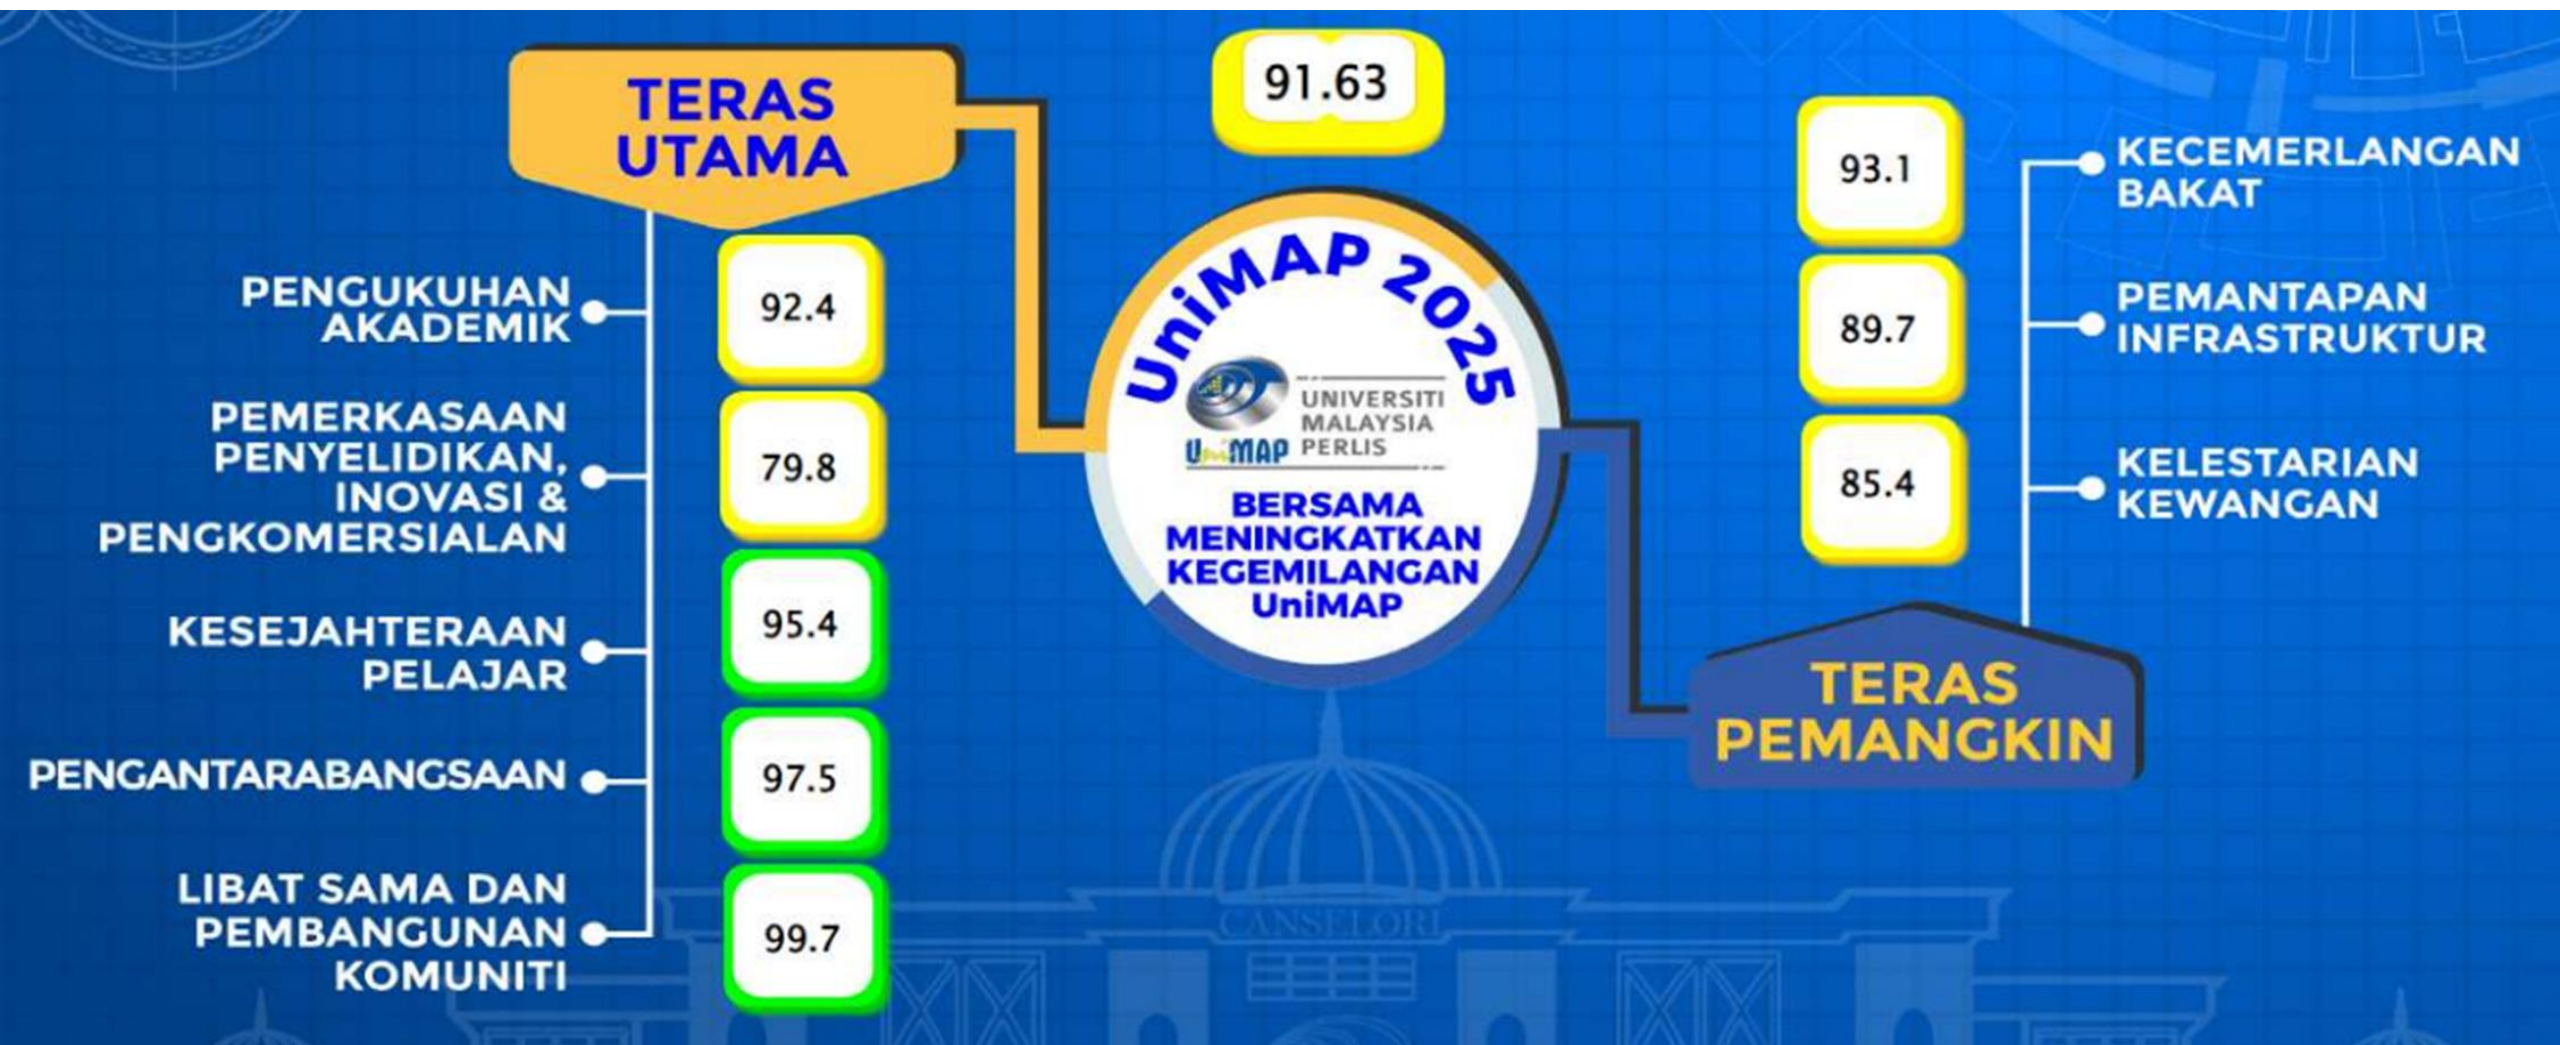 TERAS
UTAMA
91.63
PENGUKUHAN
AKADEMIK
92.4
PEMERKASAAN
PENYELIDIKAN,
INOVASI &
PENGKOMERSIALAN
79.8
KESEJAHTERAAN
PELAJAR
95.4
PENGANTARABANGSAAN
97.5
LIBAT SAMA DAN
PEMBANGUNAN
KOMUNITI
99.7
UniMAP 2025
UniMAP
UNIVERSITI
MALAYSIA
PERLIS
BERSAMA
MENINGKATKAN
KEGEMILANGAN
UniMAP
CANSELORI
93.1
KECEMERLANGAN
BAKAT
89.7
PEMANTAPAN
INFRASTRUKTUR
85.4
KELESTARIAN
KEWANGAN
TERAS
PEMANGKIN